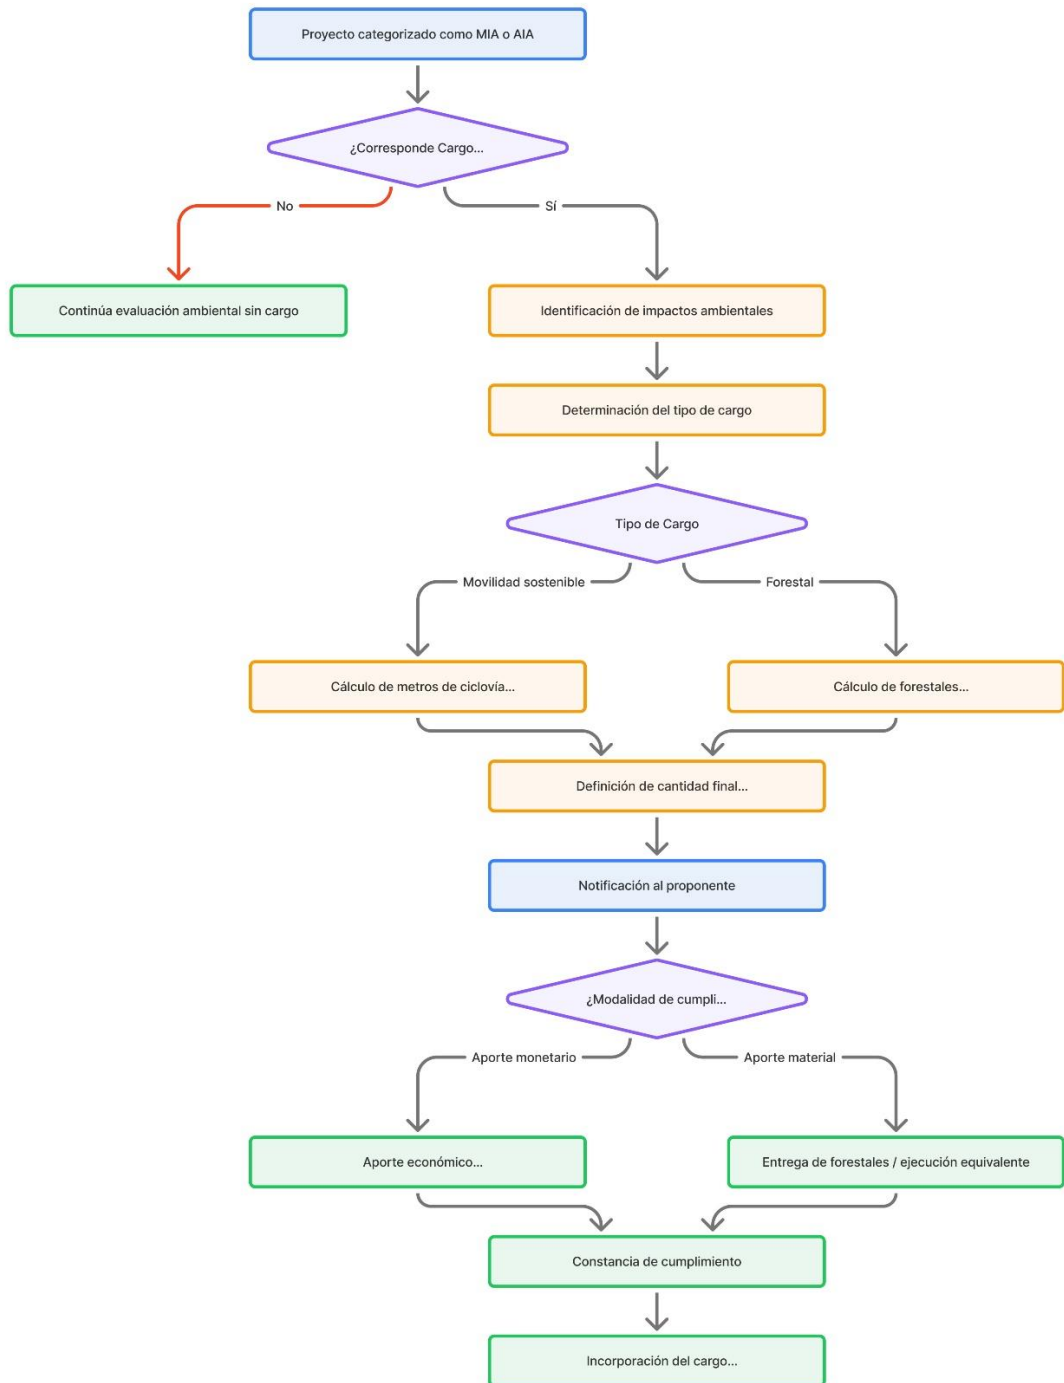 Proyecto categorizado como MIA o AIA
¿Corresponde Cargo...
No
Sí
Continúa evaluación ambiental sin cargo
Identificación de impactos ambientales
Determinación del tipo de cargo
Tipo de Cargo
Movilidad sostenible
Forestal
Cálculo de metros de ciclovía...
Cálculo de forestales...
Definición de cantidad final...
Notificación al proponente
¿Modalidad de cumpli...
Aporte monetario
Aporte material
Aporte económico...
Entrega de forestales / ejecución equivalente
Constancia de cumplimiento
Incorporación del cargo...